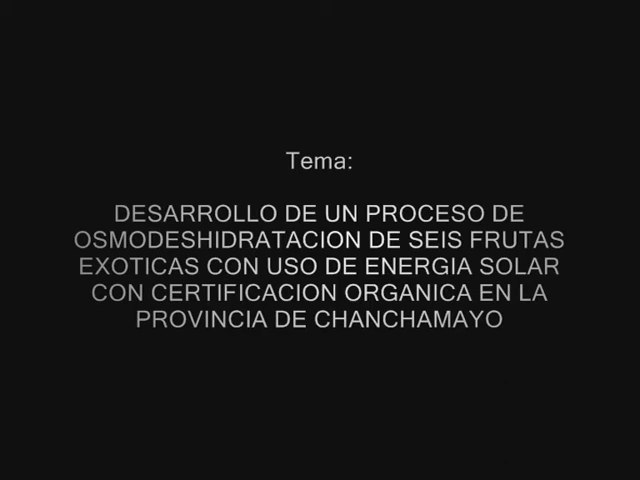 Tema:
DESARROLLO DE UN PROCESO DE
OSMODESHIDRATACION DE SEIS FRUTAS
EXOTICAS CON USO DE ENERGIA SOLAR
CON CERTIFICACION ORGANICA EN LA
PROVINCIA DE CHANCHAMAYO